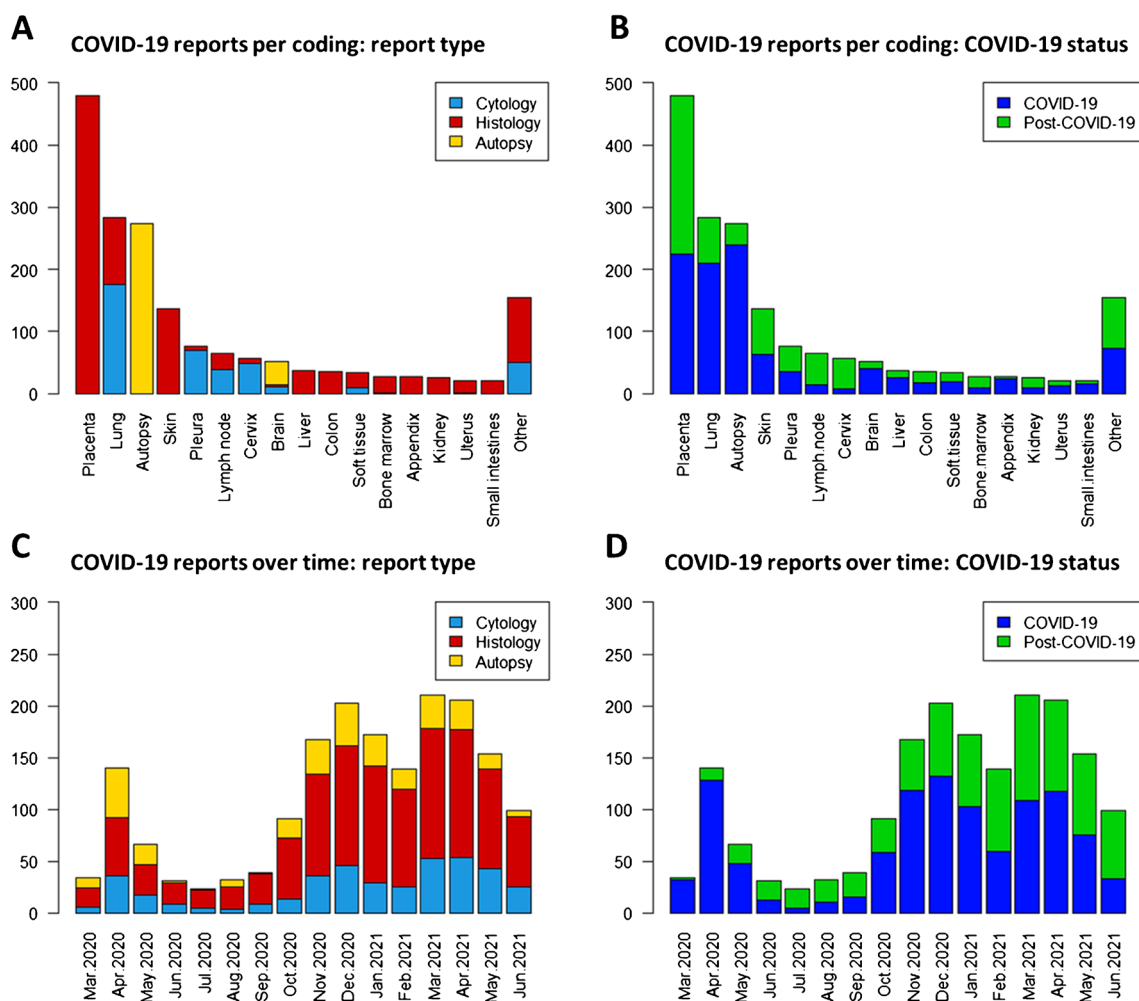 A
COVID-19 reports per coding: report type
500
400
300
200
100
0
Cytology
Histology
Autopsy
Placenta
Lung
Autopsy
Skin
Pleura
Lymph node
Cervix
Brain
Liver
Colon
Soft tissue
Bone marrow
Appendix
Kidney
Uterus
Small intestines
Other
B
COVID-19 reports per coding: COVID-19 status
500
400
300
200
100
0
COVID-19
Post-COVID-19
Placenta
Lung
Autopsy
Skin
Pleura
Lymph.node
Cervix
Brain
Liver
Colon
Soft.tissue
Bone.marrow
Appendix
Kidney
Uterus
Small.intestines
Other
C
COVID-19 reports over time: report type
300
250
200
150
100
50
0
Cytology
Histology
Autopsy
Mar.2020
Apr.2020
May.2020
Jun.2020
Jul.2020
Aug.2020
Sep.2020
Oct.2020
Nov.2020
Dec.2020
Jan.2021
Feb.2021
Mar.2021
Apr.2021
May.2021
Jun.2021
D
COVID-19 reports over time: COVID-19 status
300
250
200
150
100
50
0
COVID-19
Post-COVID-19
Mar.2020
Apr.2020
May.2020
Jun.2020
Jul.2020
Aug.2020
Sep.2020
Oct.2020
Nov.2020
Dec.2020
Jan.2021
Feb.2021
Mar.2021
Apr.2021
May.2021
Jun.2021